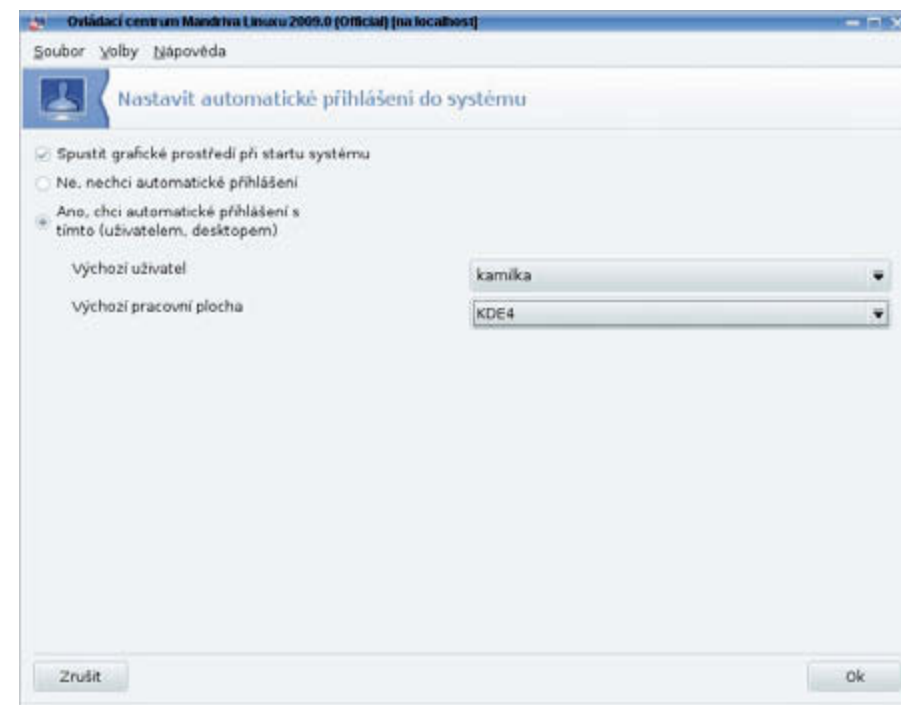 Ovládací centrum Mandriva Linuxu 2009.0 (Official) [na localhost]
Soubor Volby Nápověda
Nastavit automatické přihlášení do systému
Spustit grafické prostředí při startu systému
Ne, nechci automatické přihlášení
Ano, chci automatické přihlášení s
tímto (uživatelem, desktopem)
Výchozí uživatel
kamilka
Výchozí pracovní plocha
KDE4
Zrušit
Ok